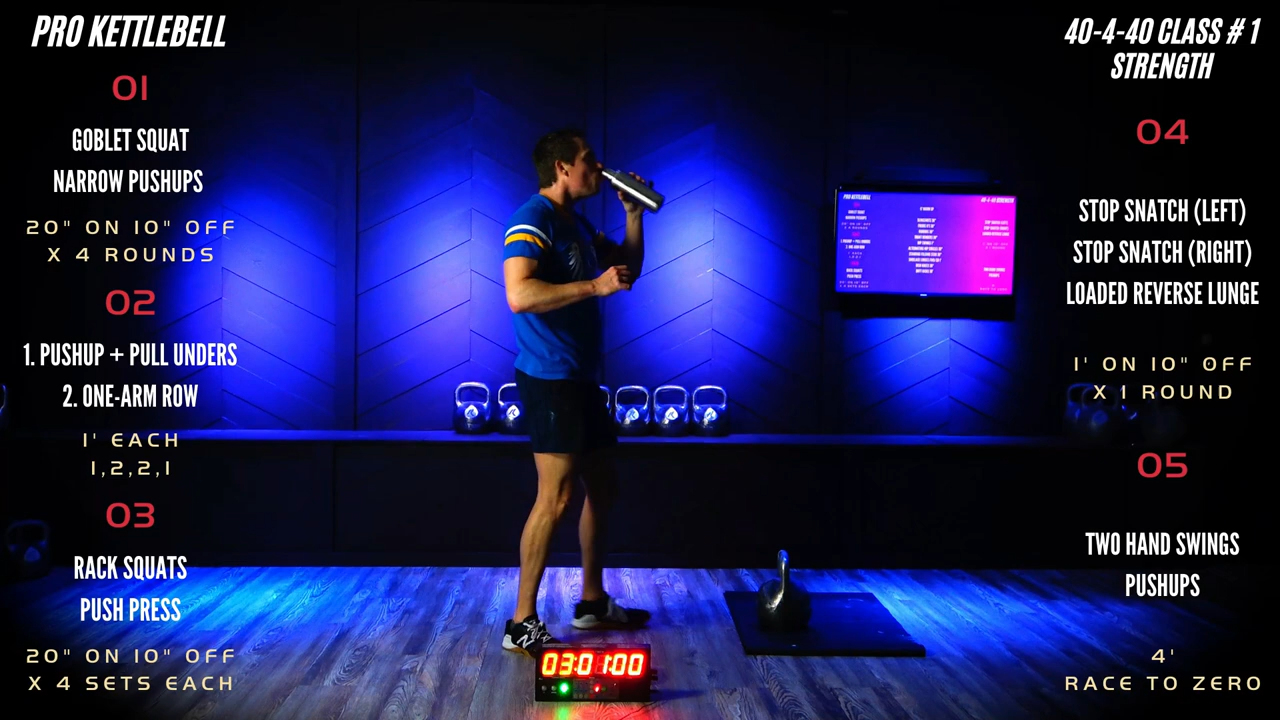 PRO KETTLEBELL
01
GOBLET SQUAT
NARROW PUSHUPS
20" ON 10" OFF
X 4 ROUNDS
02
1. PUSHUP + PULL UNDERS
2. ONE-ARM ROW
1' EACH
1,2,2,1
03
RACK SQUATS
PUSH PRESS
20" ON 10" OFF
X 4 SETS EACH
40-4-40 CLASS # 1
STRENGTH
04
STOP SNATCH (LEFT)
STOP SNATCH (RIGHT)
LOADED REVERSE LUNGE
1' ON 10" OFF
X 1 ROUND
05
TWO HAND SWINGS
PUSHUPS
4'
RACE TO ZERO
PRO KETTLEBELL
03:01:00